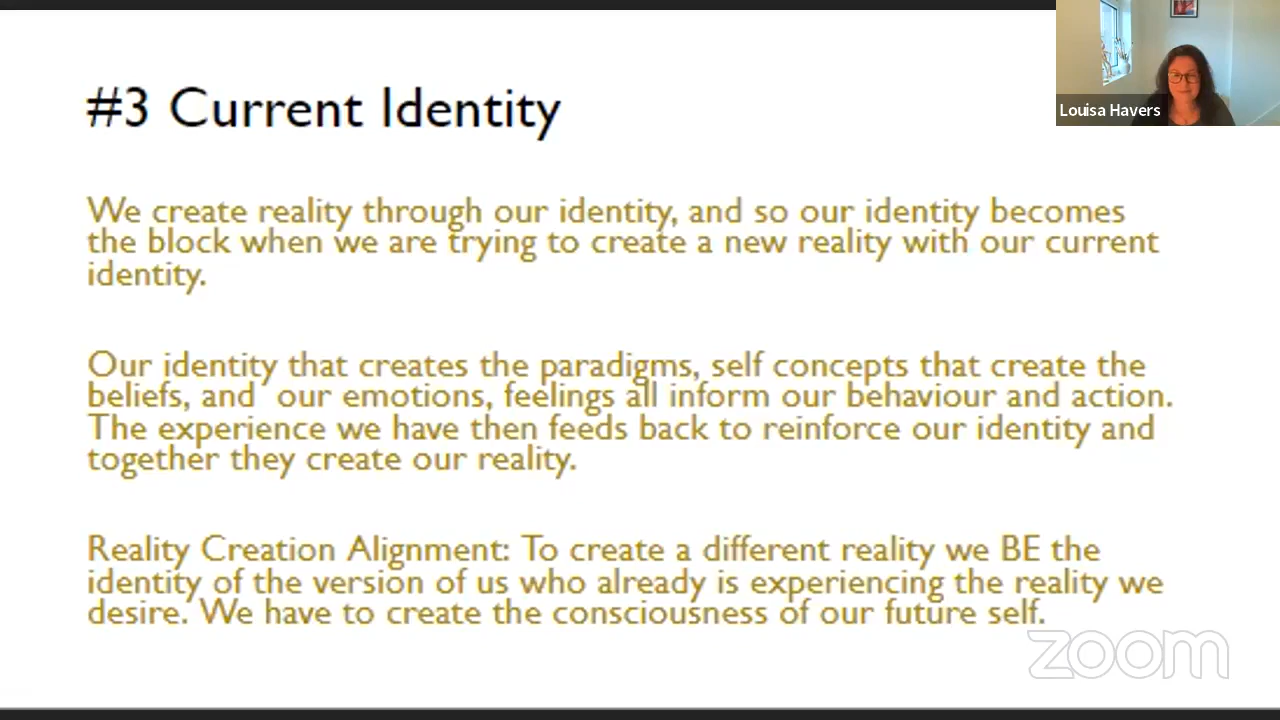 #3 Current Identity
Louisa Havers
We create reality through our identity, and so our identity becomes
the block when we are trying to create a new reality with our current
identity.
Our identity that creates the paradigms, self concepts that create the
beliefs, and  our emotions, feelings all inform our behaviour and action.
The experience we have then feeds back to reinforce our identity and
together they create our reality.
Reality Creation Alignment: To create a different reality we BE the
identity of the version of us who already is experiencing the reality we
desire. We have to create the consciousness of our future self.
zoom